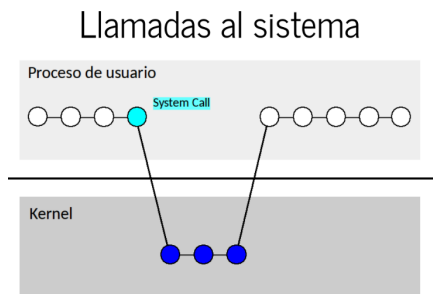 Llamadas al sistema
Proceso de usuario
System Call
Kernel